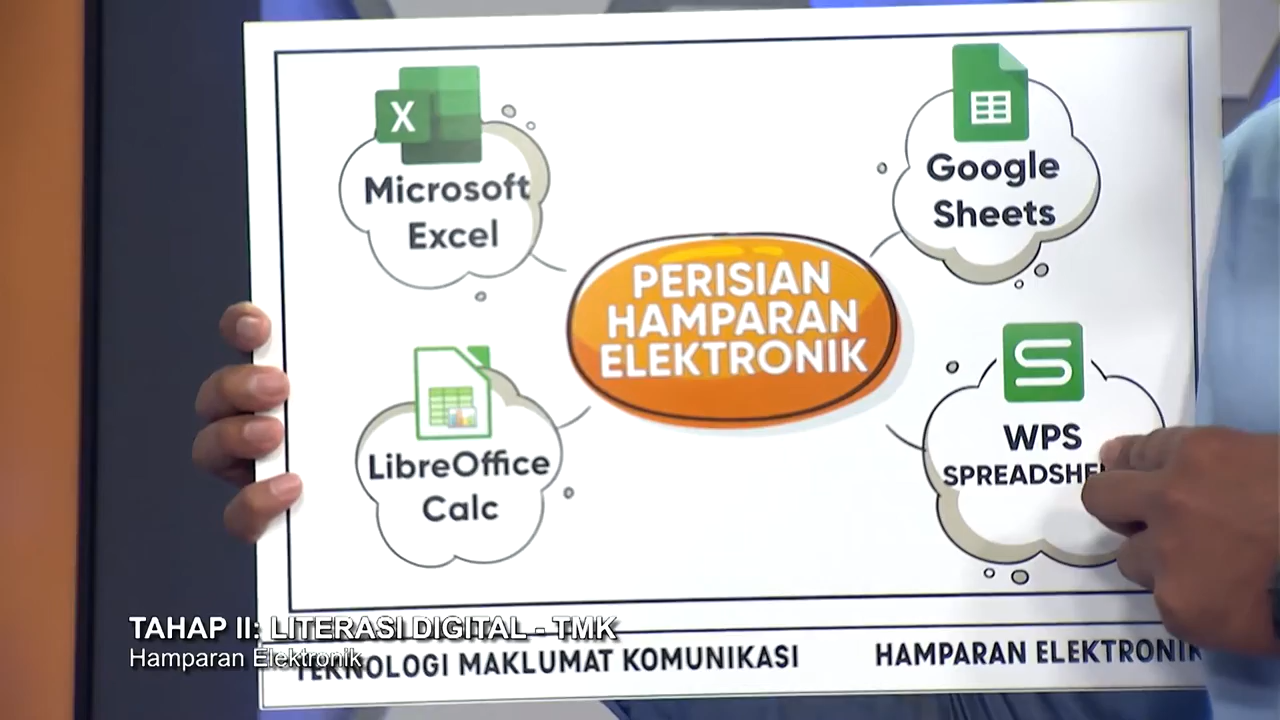 X
Microsoft
Excel
Google
Sheets
PERISIAN
HAMPARAN
ELEKTRONIK
LibreOffice
Calc
WPS
TAHAP II: LITERASI DIGITAL - TMK
Hamparan Elektronik
TEKNOLOGI MAKLUMAT KOMUNIKASI
HAMPARAN ELEKTRONIK